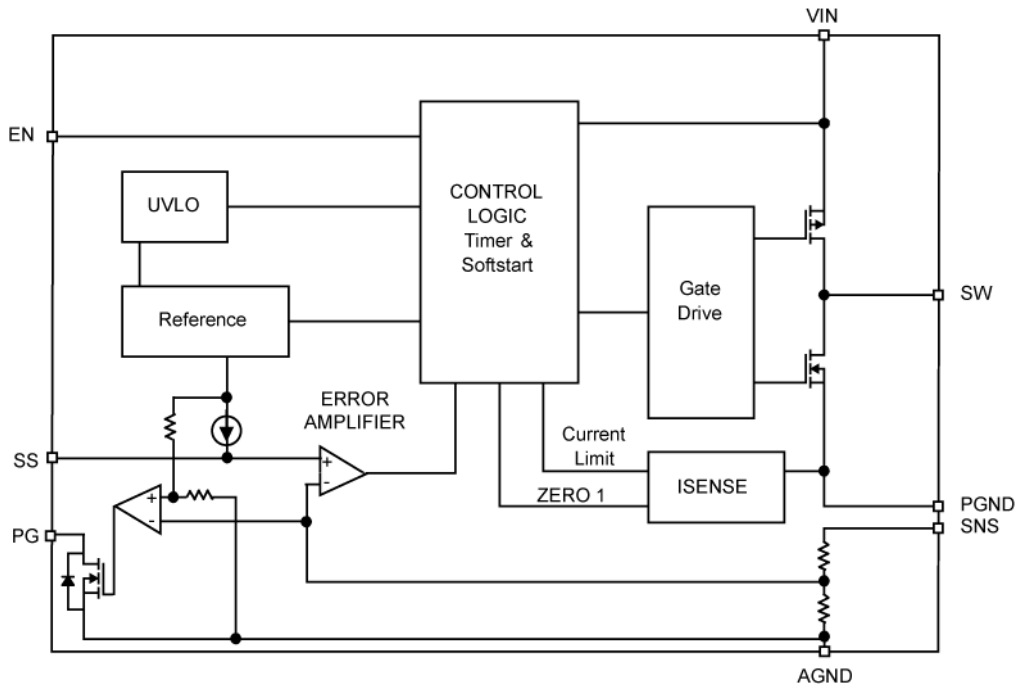 VIN
EN
UVLO
CONTROL
LOGIC
Timer &
Softstart
Gate
Drive
SW
Reference
ERROR
AMPLIFIER
SS
+
-
Current
Limit
ZERO 1
ISENSE
+
-
PGND
SNS
PG
AGND